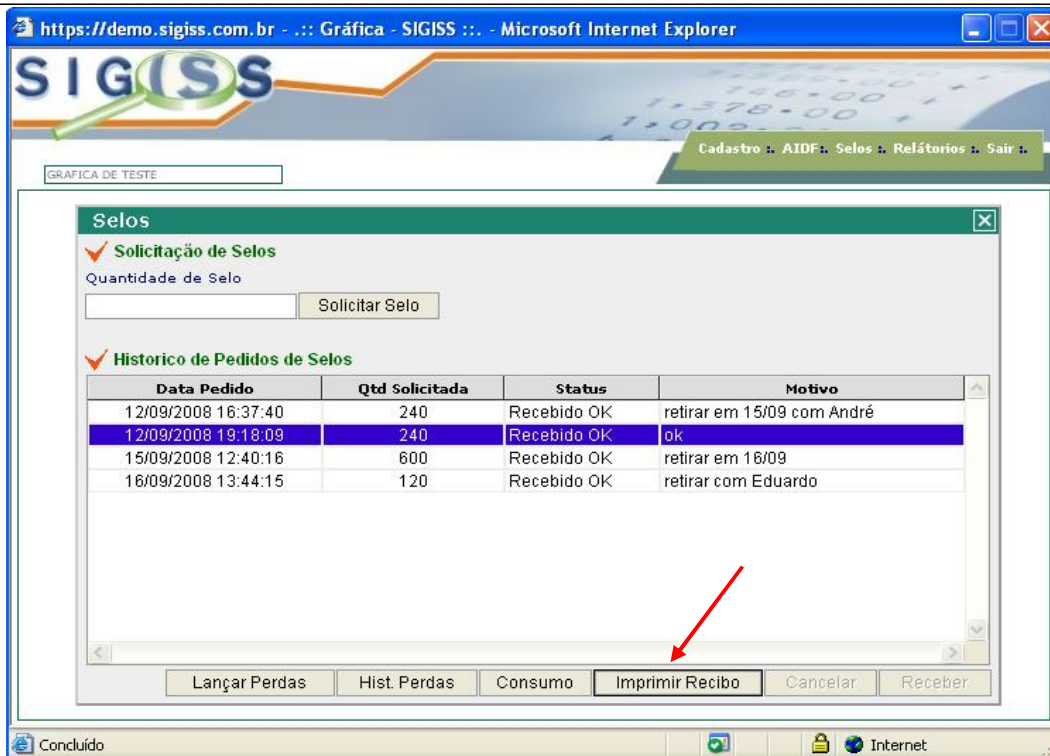 https://demo.sigiss.com.br - .:: Gráfica - SIGISS ::. - Microsoft Internet Explorer
SIGISS
Cadastro :. AIDF:. Selos :. Relátorios :. Sair :.
GRAFICA DE TESTE
Selos
Solicitação de Selos
Quantidade de Selo
Solicitar Selo
Historico de Pedidos de Selos
Data Pedido Qtd Solicitada Status Motivo
12/09/2008 16:37:40 240 Recebido OK retirar em 15/09 com André
12/09/2008 19:18:09 240 Recebido OK ok
15/09/2008 12:40:16 600 Recebido OK retirar em 16/09
16/09/2008 13:44:15 120 Recebido OK retirar com Eduardo
Lançar Perdas Hist. Perdas Consumo Imprimir Recibo Cancelar Receber
Concluído Internet